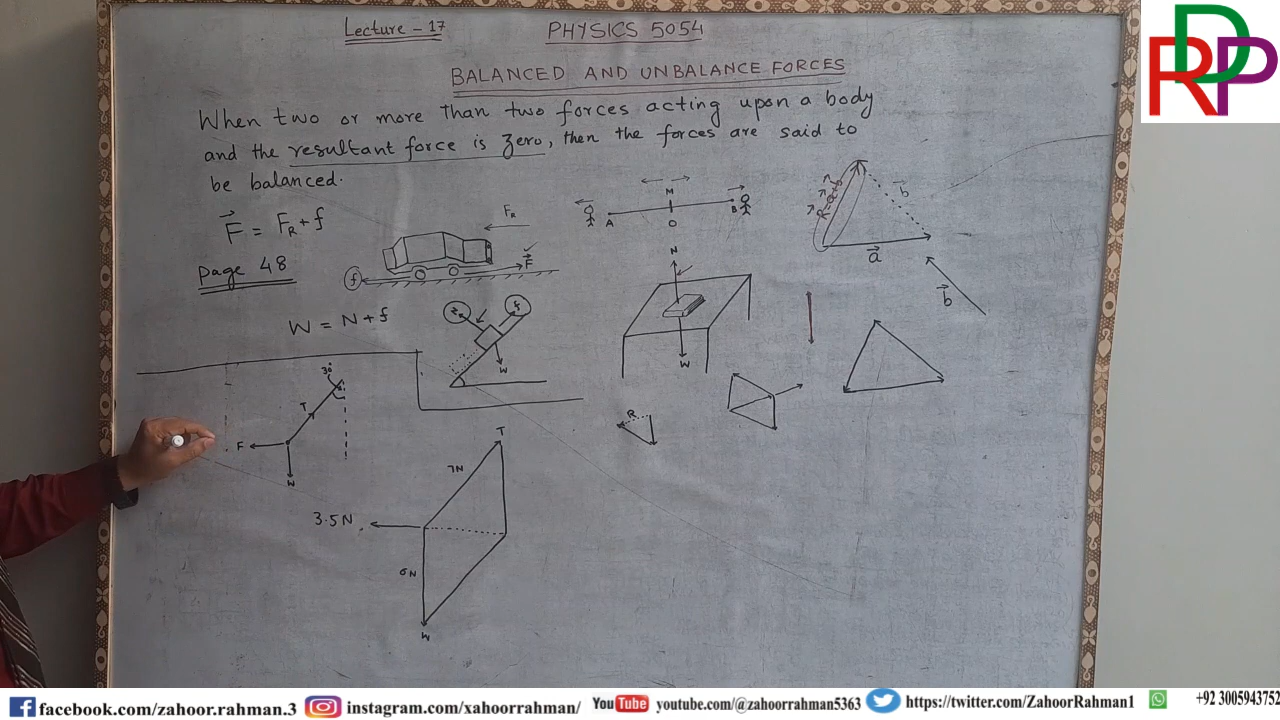 Lecture - 17
PHYSICS 5054
BALANCED AND UNBALANCE FORCES
When two or more than two forces acting upon a body
and the resultant force is zero, then the forces are said to
be balanced.
F = FR + f
Page 48
FR
f
F
A
M
O
B
a
b
b
N
W
W = N + f
f
W
30°
T
F
W
R
T
7N
3.5N
6N
W
RDP
facebook.com/zahoor.rahman.3
instagram.com/xahoorrahman/
YouTube youtube.com/@zahoorrahman5363
https://twitter.com/ZahoorRahman1
+92 3005943752